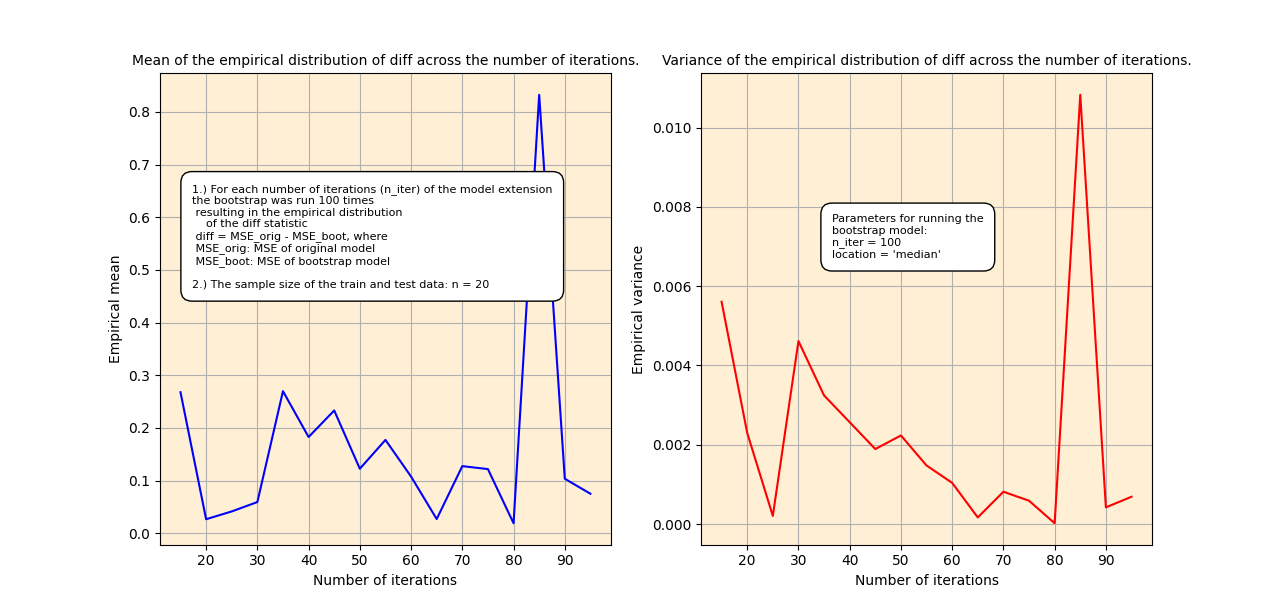 Mean of the empirical distribution of diff across the number of iterations.
0.8
0.7
0.6
0.5
0.4
0.3
0.2
0.1
0.0
Empirical mean
1.) For each number of iterations (n_iter) of the model extension
the bootstrap was run 100 times
resulting in the empirical distribution
of the diff statistic
diff = MSE_orig - MSE_boot, where
MSE_orig: MSE of original model
MSE_boot: MSE of bootstrap model
2.) The sample size of the train and test data: n = 20
20 30 40 50 60 70 80 90
Number of iterations
Variance of the empirical distribution of diff across the number of iterations.
0.010
0.008
0.006
0.004
0.002
0.000
Empirical variance
Parameters for running the
bootstrap model:
n_iter = 100
location = 'median'
20 30 40 50 60 70 80 90
Number of iterations